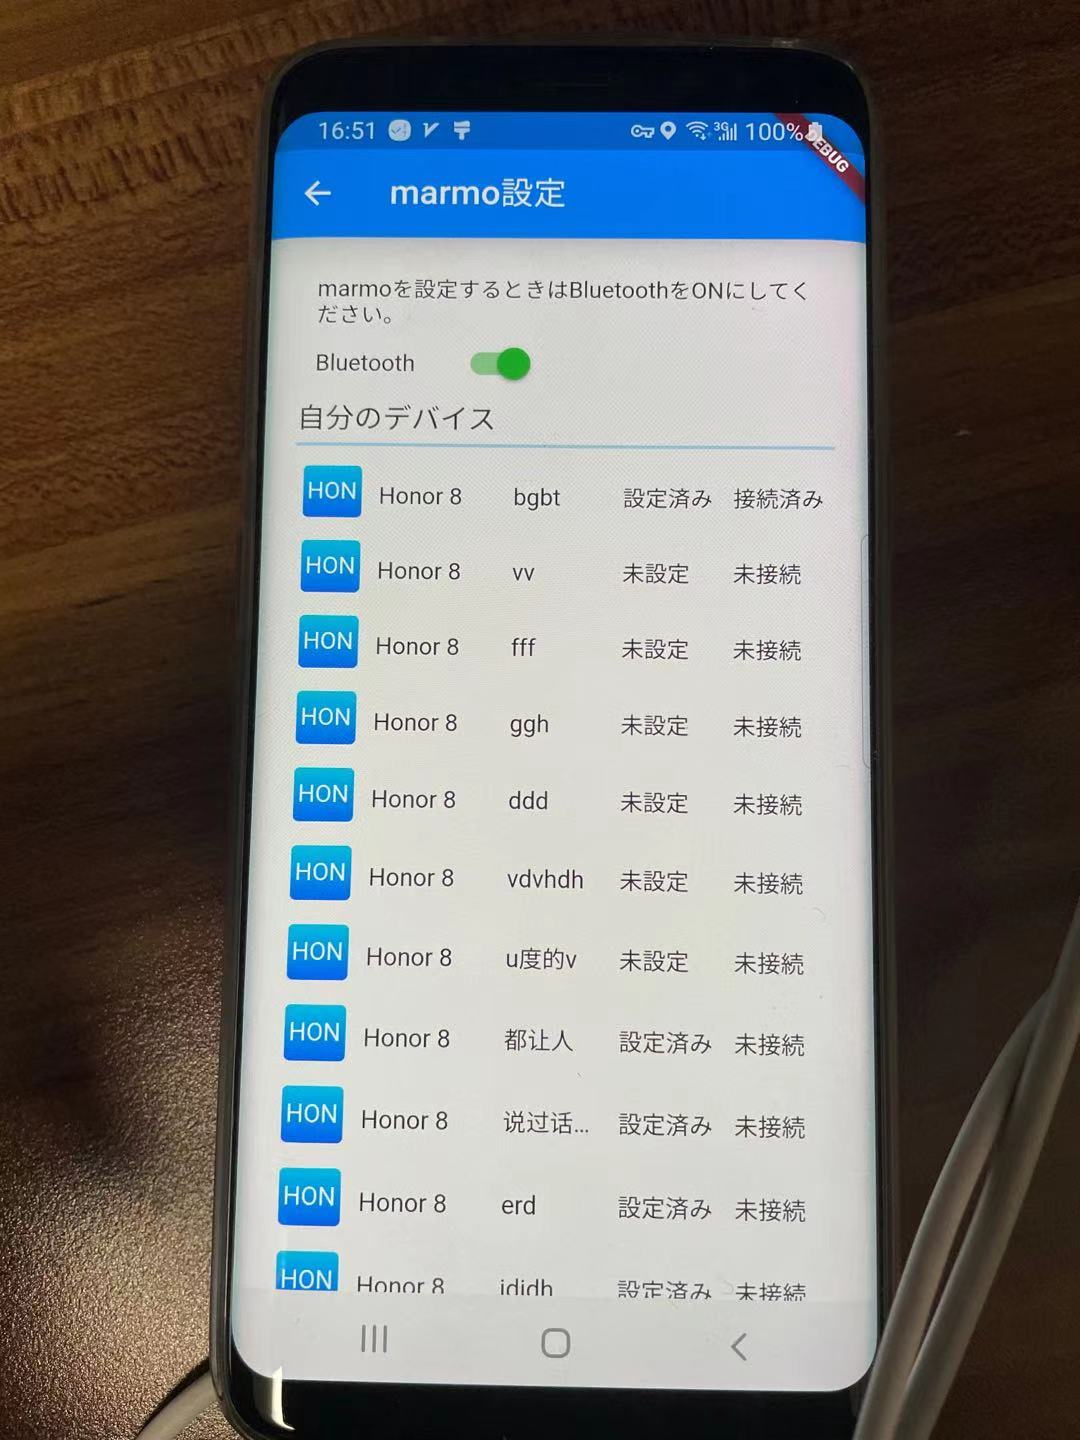 16:51 3G 100%
DEBUG
marmo設定
marmoを設定するときはBluetoothをONにしてく
ださい。
Bluetooth
自分のデバイス
HON Honor 8 bgbt 設定済み 接続済み
HON Honor 8 vv 未設定 未接続
HON Honor 8 fff 未設定 未接続
HON Honor 8 ggh 未設定 未接続
HON Honor 8 ddd 未設定 未接続
HON Honor 8 vdvhdh 未設定 未接続
HON Honor 8 u度的v 未設定 未接続
HON Honor 8 都让人 設定済み 未接続
HON Honor 8 说过话... 設定済み 未接続
HON Honor 8 erd 設定済み 未接続
HON Honor 8 ididh 設定済み 未接続